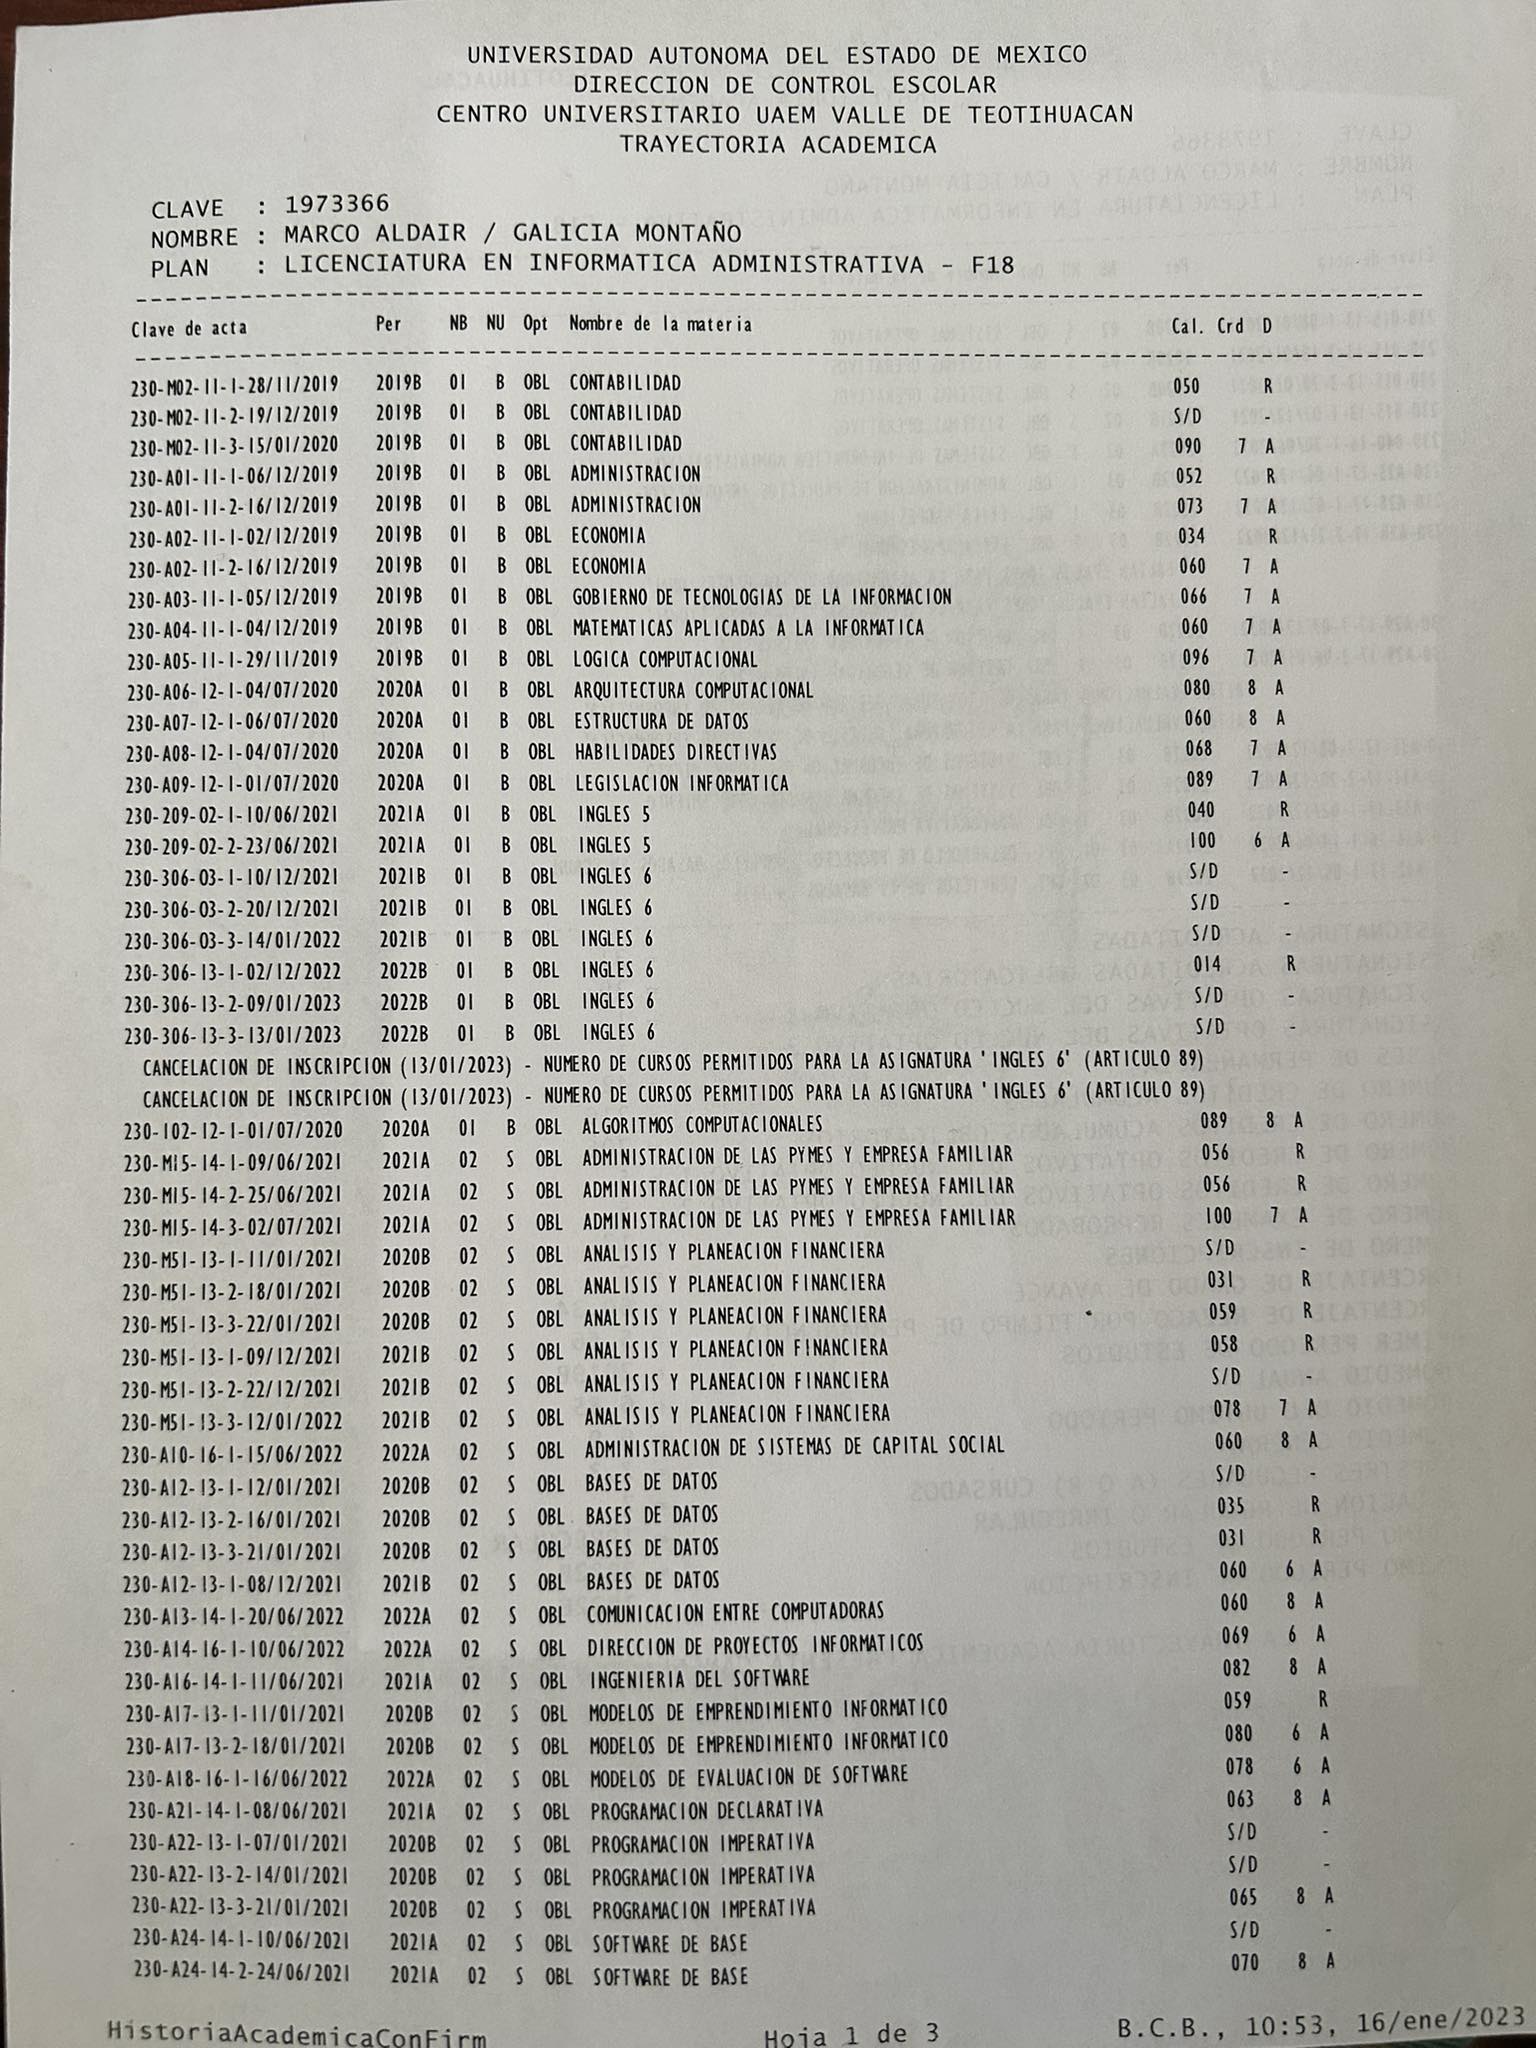 UNIVERSIDAD AUTONOMA DEL ESTADO DE MEXICO
DIRECCION DE CONTROL ESCOLAR
CENTRO UNIVERSITARIO UAEM VALLE DE TEOTIHUACAN
TRAYECTORIA ACADEMICA
CLAVE : 1973366
NOMBRE : MARCO ALDAIR / GALICIA MONTAÑO
PLAN : LICENCIATURA EN INFORMATICA ADMINISTRATIVA - F18
Clave de acta Per NB NU Opt Nombre de la materia Cal. Crd D
230-M02-11-1-28/11/2019 2019B 01 B OBL CONTABILIDAD 050 R
230-M02-11-2-19/12/2019 2019B 01 B OBL CONTABILIDAD S/D -
230-M02-11-3-15/01/2020 2019B 01 B OBL CONTABILIDAD 090 7 A
230-A01-11-1-06/12/2019 2019B 01 B OBL ADMINISTRACION 052 R
230-A01-11-2-16/12/2019 2019B 01 B OBL ADMINISTRACION 073 7 A
230-A02-11-1-02/12/2019 2019B 01 B OBL ECONOMIA 034 R
230-A02-11-2-16/12/2019 2019B 01 B OBL ECONOMIA 060 7 A
230-A03-11-1-05/12/2019 2019B 01 B OBL GOBIERNO DE TECNOLOGIAS DE LA INFORMACION 066 7 A
230-A04-11-1-04/12/2019 2019B 01 B OBL MATEMATICAS APLICADAS A LA INFORMATICA 060 7 A
230-A05-11-1-29/11/2019 2019B 01 B OBL LOGICA COMPUTACIONAL 096 7 A
230-A06-12-1-04/07/2020 2020A 01 B OBL ARQUITECTURA COMPUTACIONAL 080 8 A
230-A07-12-1-06/07/2020 2020A 01 B OBL ESTRUCTURA DE DATOS 060 8 A
230-A08-12-1-04/07/2020 2020A 01 B OBL HABILIDADES DIRECTIVAS 068 7 A
230-A09-12-1-01/07/2020 2020A 01 B OBL LEGISLACION INFORMATICA 089 7 A
230-209-02-1-10/06/2021 2021A 01 B OBL INGLES 5 040 R
230-209-02-2-23/06/2021 2021A 01 B OBL INGLES 5 100 6 A
230-306-03-1-10/12/2021 2021B 01 B OBL INGLES 6 S/D -
230-306-03-2-20/12/2021 2021B 01 B OBL INGLES 6 S/D -
230-306-03-3-14/01/2022 2021B 01 B OBL INGLES 6 S/D -
230-306-13-1-02/12/2022 2022B 01 B OBL INGLES 6 014 R
230-306-13-2-09/01/2023 2022B 01 B OBL INGLES 6 S/D -
230-306-13-3-13/01/2023 2022B 01 B OBL INGLES 6 S/D -
CANCELACION DE INSCRIPCION (13/01/2023) - NUMERO DE CURSOS PERMITIDOS PARA LA ASIGNATURA 'INGLES 6' (ARTICULO 89)
CANCELACION DE INSCRIPCION (13/01/2023) - NUMERO DE CURSOS PERMITIDOS PARA LA ASIGNATURA 'INGLES 6' (ARTICULO 89)
230-102-12-1-01/07/2020 2020A 01 B OBL ALGORITMOS COMPUTACIONALES 089 8 A
230-M15-14-1-09/06/2021 2021A 02 S OBL ADMINISTRACION DE LAS PYMES Y EMPRESA FAMILIAR 056 R
230-M15-14-2-25/06/2021 2021A 02 S OBL ADMINISTRACION DE LAS PYMES Y EMPRESA FAMILIAR 056 R
230-M15-14-3-02/07/2021 2021A 02 S OBL ADMINISTRACION DE LAS PYMES Y EMPRESA FAMILIAR 100 7 A
230-M51-13-1-11/01/2021 2020B 02 S OBL ANALISIS Y PLANEACION FINANCIERA S/D -
230-M51-13-2-18/01/2021 2020B 02 S OBL ANALISIS Y PLANEACION FINANCIERA 031 R
230-M51-13-3-22/01/2021 2020B 02 S OBL ANALISIS Y PLANEACION FINANCIERA 059 R
230-M51-13-1-09/12/2021 2021B 02 S OBL ANALISIS Y PLANEACION FINANCIERA 058 R
230-M51-13-2-22/12/2021 2021B 02 S OBL ANALISIS Y PLANEACION FINANCIERA S/D -
230-M51-13-3-12/01/2022 2021B 02 S OBL ANALISIS Y PLANEACION FINANCIERA 078 7 A
230-A10-16-1-15/06/2022 2022A 02 S OBL ADMINISTRACION DE SISTEMAS DE CAPITAL SOCIAL 060 8 A
230-A12-13-1-12/01/2021 2020B 02 S OBL BASES DE DATOS S/D -
230-A12-13-2-16/01/2021 2020B 02 S OBL BASES DE DATOS 035 R
230-A12-13-3-21/01/2021 2020B 02 S OBL BASES DE DATOS 031 R
230-A12-13-1-08/12/2021 2021B 02 S OBL BASES DE DATOS 060 6 A
230-A13-14-1-20/06/2022 2022A 02 S OBL COMUNICACION ENTRE COMPUTADORAS 060 8 A
230-A14-16-1-10/06/2022 2022A 02 S OBL DIRECCION DE PROYECTOS INFORMATICOS 069 6 A
230-A16-14-1-11/06/2021 2021A 02 S OBL INGENIERIA DEL SOFTWARE 082 8 A
230-A17-13-1-11/01/2021 2020B 02 S OBL MODELOS DE EMPRENDIMIENTO INFORMATICO 059 R
230-A17-13-2-18/01/2021 2020B 02 S OBL MODELOS DE EMPRENDIMIENTO INFORMATICO 080 6 A
230-A18-16-1-16/06/2022 2022A 02 S OBL MODELOS DE EVALUACION DE SOFTWARE 078 6 A
230-A21-14-1-08/06/2021 2021A 02 S OBL PROGRAMACION DECLARATIVA 063 8 A
230-A22-13-1-07/01/2021 2020B 02 S OBL PROGRAMACION IMPERATIVA S/D -
230-A22-13-2-14/01/2021 2020B 02 S OBL PROGRAMACION IMPERATIVA S/D -
230-A22-13-3-21/01/2021 2020B 02 S OBL PROGRAMACION IMPERATIVA 065 8 A
230-A24-14-1-10/06/2021 2021A 02 S OBL SOFTWARE DE BASE S/D -
230-A24-14-2-24/06/2021 2021A 02 S OBL SOFTWARE DE BASE 070 8 A
HistoriaAcademicaConFirm Hoja 1 de 3 B.C.B., 10:53, 16/ene/2023